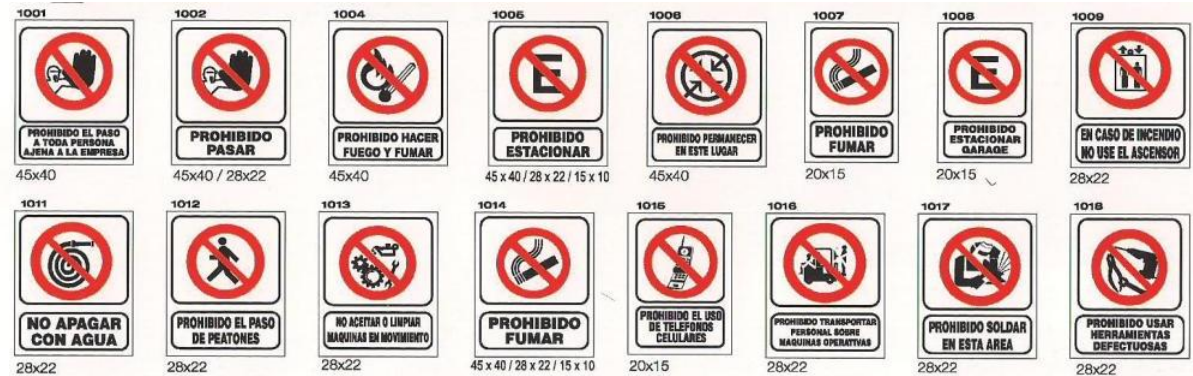 1001
1002
1004
1005
1006
1007
1008
1009
PROHIBIDO EL PASO
A TODA PERSONA
AJENA A LA EMPRESA
PROHIBIDO
PASAR
PROHIBIDO HACER
FUEGO Y FUMAR
E
PROHIBIDO
ESTACIONAR
PROHIBIDO PERMANECER
EN ESTE LUGAR
PROHIBIDO
FUMAR
E
PROHIBIDO
ESTACIONAR
GARAGE
EN CASO DE INCENDIO
NO USE EL ASCENSOR
45x40
45x40 / 28x22
45x40
45 x 40 / 28 x 22 / 15 x 10
45x40
20x15
20x15
28x22
1011
1012
1013
1014
1015
1016
1017
1018
NO APAGAR
CON AGUA
PROHIBIDO EL PASO
DE PEATONES
NO ACEITAR O LIMPIAR
MAQUINAS EN MOVIMIENTO
PROHIBIDO
FUMAR
PROHIBIDO EL USO
DE TELEFONOS
CELULARES
PROHIBIDO TRANSPORTAR
PERSONAL SOBRE
MAQUINAS OPERATIVAS
PROHIBIDO SOLDAR
EN ESTA AREA
PROHIBIDO USAR
HERRAMIENTAS
DEFECTUOSAS
28x22
28x22
28x22
45 x 40 / 28 x 22 / 15 x 10
20x15
28x22
28x22
28x22